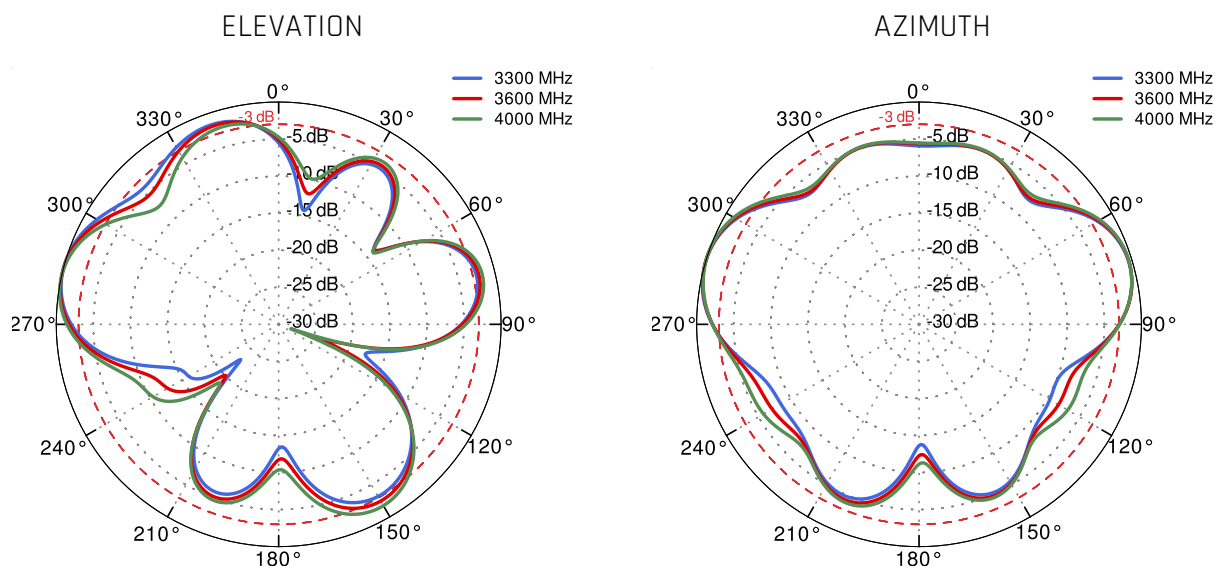 ELEVATION
3300 MHz
3600 MHz
4000 MHz
0°
-3 dB
330°
30°
-5 dB
-10 dB
-15 dB
300°
60°
-20 dB
-25 dB
-30 dB
270°
90°
240°
120°
210°
150°
180°
AZIMUTH
3300 MHz
3600 MHz
4000 MHz
0°
-3 dB
330°
30°
-5 dB
-10 dB
-15 dB
300°
60°
-20 dB
-25 dB
-30 dB
270°
90°
240°
120°
210°
150°
180°